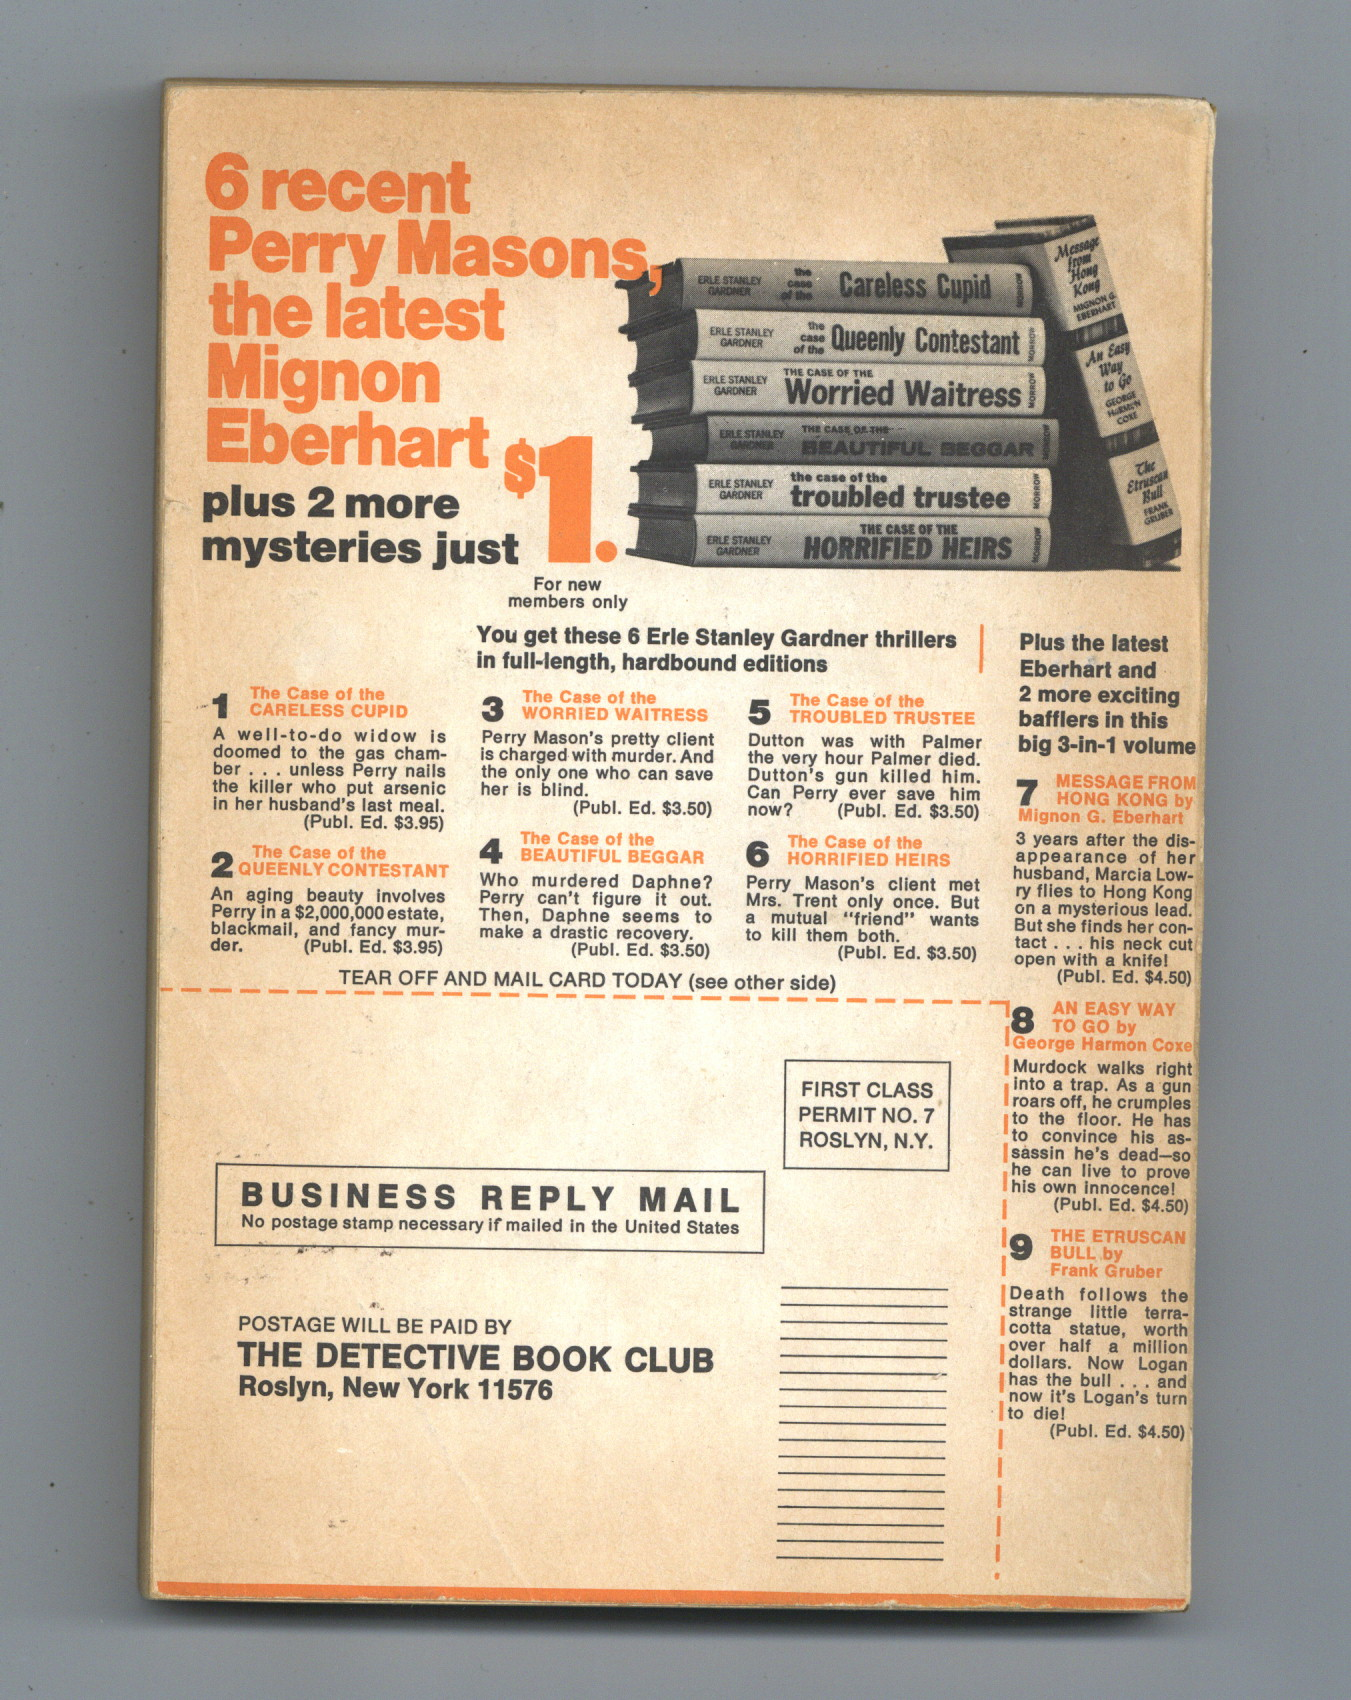 6 recent
Perry Masons,
the latest
Mignon
Eberhart $1.
plus 2 more
mysteries just
For new
members only
ERLE STANLEY
GARDNER
the
case
of the
Careless Cupid
MORROW
ERLE STANLEY
GARDNER
the
case
of the
Queenly Contestant
MORROW
ERLE STANLEY
GARDNER
THE CASE OF THE
Worried Waitress
MORROW
ERLE STANLEY
GARDNER
THE CASE OF THE
BEAUTIFUL BEGGAR
MORROW
ERLE STANLEY
GARDNER
the case of the
troubled trustee
MORROW
ERLE STANLEY
GARDNER
THE CASE OF THE
HORRIFIED HEIRS
MORROW
Message
from
Hong
Kong
MIGNON G.
EBERHART
An Easy
Way
to Go
GEORGE
HARMON
COXE
The
Etruscan
Bull
FRANK
GRUBER
You get these 6 Erle Stanley Gardner thrillers
in full-length, hardbound editions
1 The Case of the
CARELESS CUPID
A well-to-do widow is
doomed to the gas cham-
ber . . . unless Perry nails
the killer who put arsenic
in her husband's last meal.
(Publ. Ed. $3.95)
2 The Case of the
QUEENLY CONTESTANT
An aging beauty involves
Perry in a $2,000,000 estate,
blackmail, and fancy mur-
der. (Publ. Ed. $3.95)
3 The Case of the
WORRIED WAITRESS
Perry Mason's pretty client
is charged with murder. And
the only one who can save
her is blind.
(Publ. Ed. $3.50)
4 The Case of the
BEAUTIFUL BEGGAR
Who murdered Daphne?
Perry can't figure it out.
Then, Daphne seems to
make a drastic recovery.
(Publ. Ed. $3.50)
5 The Case of the
TROUBLED TRUSTEE
Dutton was with Palmer
the very hour Palmer died.
Dutton's gun killed him.
Can Perry ever save him
now? (Publ. Ed. $3.50)
6 The Case of the
HORRIFIED HEIRS
Perry Mason's client met
Mrs. Trent only once. But
a mutual "friend" wants
to kill them both.
(Publ. Ed. $3.50)
Plus the latest
Eberhart and
2 more exciting
bafflers in this
big 3-in-1 volume
7 MESSAGE FROM
HONG KONG by
Mignon G. Eberhart
3 years after the dis-
appearance of her
husband, Marcia Low-
ry flies to Hong Kong
on a mysterious lead.
But she finds her con-
tact . . . his neck cut
open with a knife!
(Publ. Ed. $4.50)
8 AN EASY WAY
TO GO by
George Harmon Coxe
Murdock walks right
into a trap. As a gun
roars off, he crumples
to the floor. He has
to convince his as-
sassin he's dead—so
he can live to prove
his own innocence!
(Publ. Ed. $4.50)
9 THE ETRUSCAN
BULL by
Frank Gruber
Death follows the
strange little terra-
cotta statue, worth
over half a million
dollars. Now Logan
has the bull . . . and
now it's Logan's turn
to die!
(Publ. Ed. $4.50)
TEAR OFF AND MAIL CARD TODAY (see other side)
FIRST CLASS
PERMIT NO. 7
ROSLYN, N.Y.
BUSINESS REPLY MAIL
No postage stamp necessary if mailed in the United States
POSTAGE WILL BE PAID BY
THE DETECTIVE BOOK CLUB
Roslyn, New York 11576